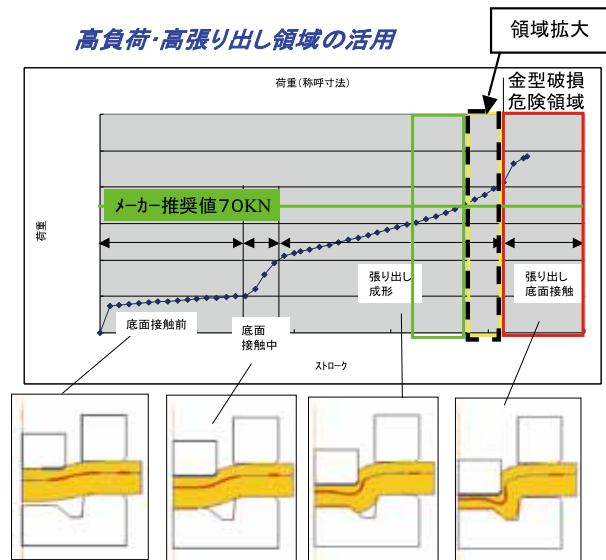 高負荷・高張り出し領域の活用
領域拡大
荷重(称呼寸法)
金型破損
危険領域
メーカー推奨値70KN
荷重
張り出し
成形
張り出し
底面接触
底面接触前
底面
接触中
ストローク